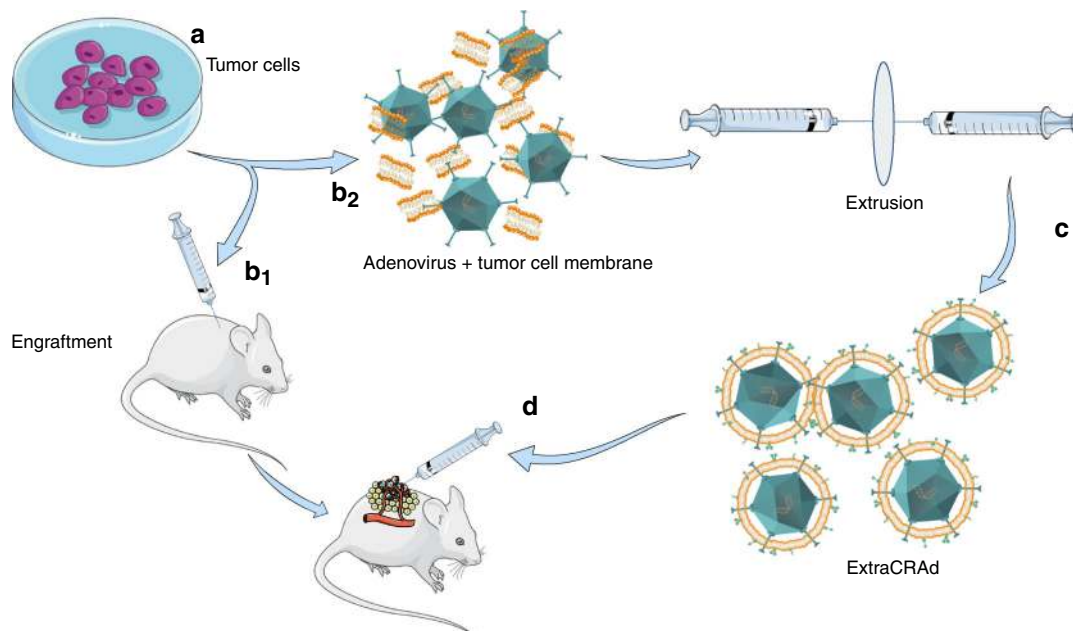 a
Tumor cells
b2
Adenovirus + tumor cell membrane
Extrusion
c
b1
Engraftment
d
ExtraCRAd